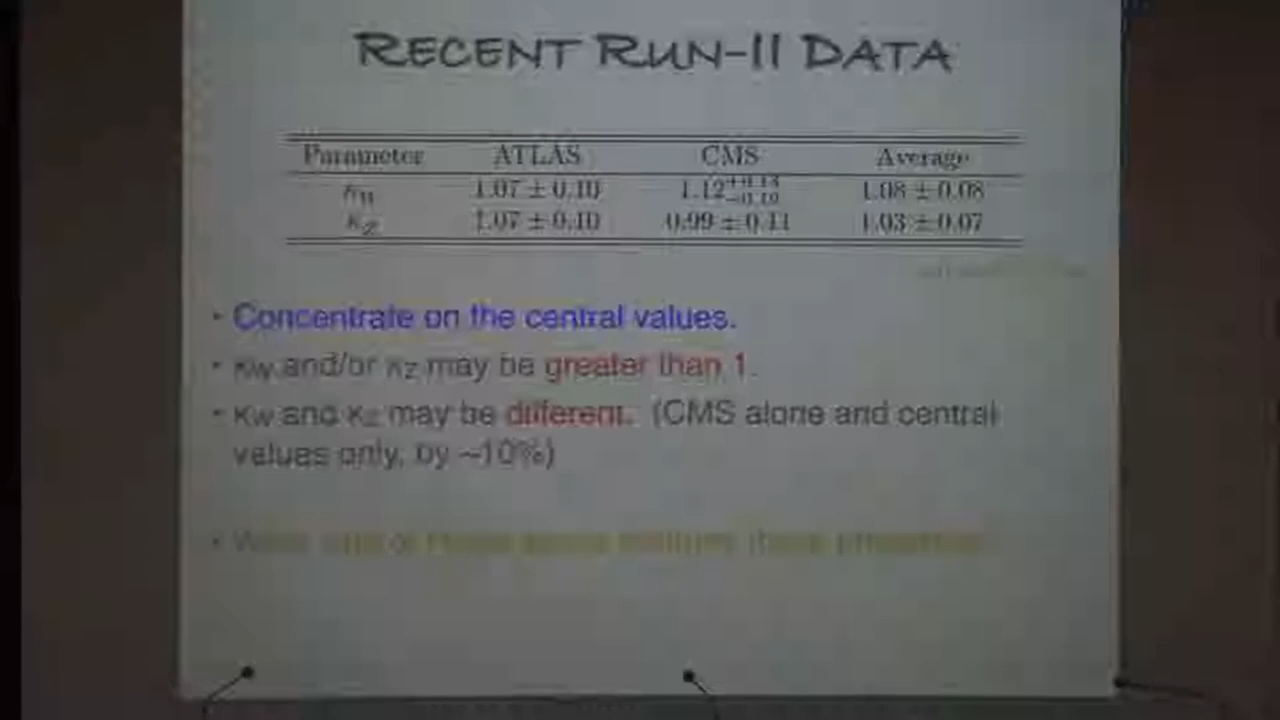 RECENT RUN-II DATA
Parameter ATLAS CMS Average
κW 1.07 ± 0.10 1.12 1.08 ± 0.08
κZ 1.07 ± 0.10 0.99 ± 0.11 1.03 ± 0.07
• Concentrate on the central values.
• κW and/or κZ may be greater than 1.
• κW and κZ may be different. (CMS alone and central
values only, by ~10%)